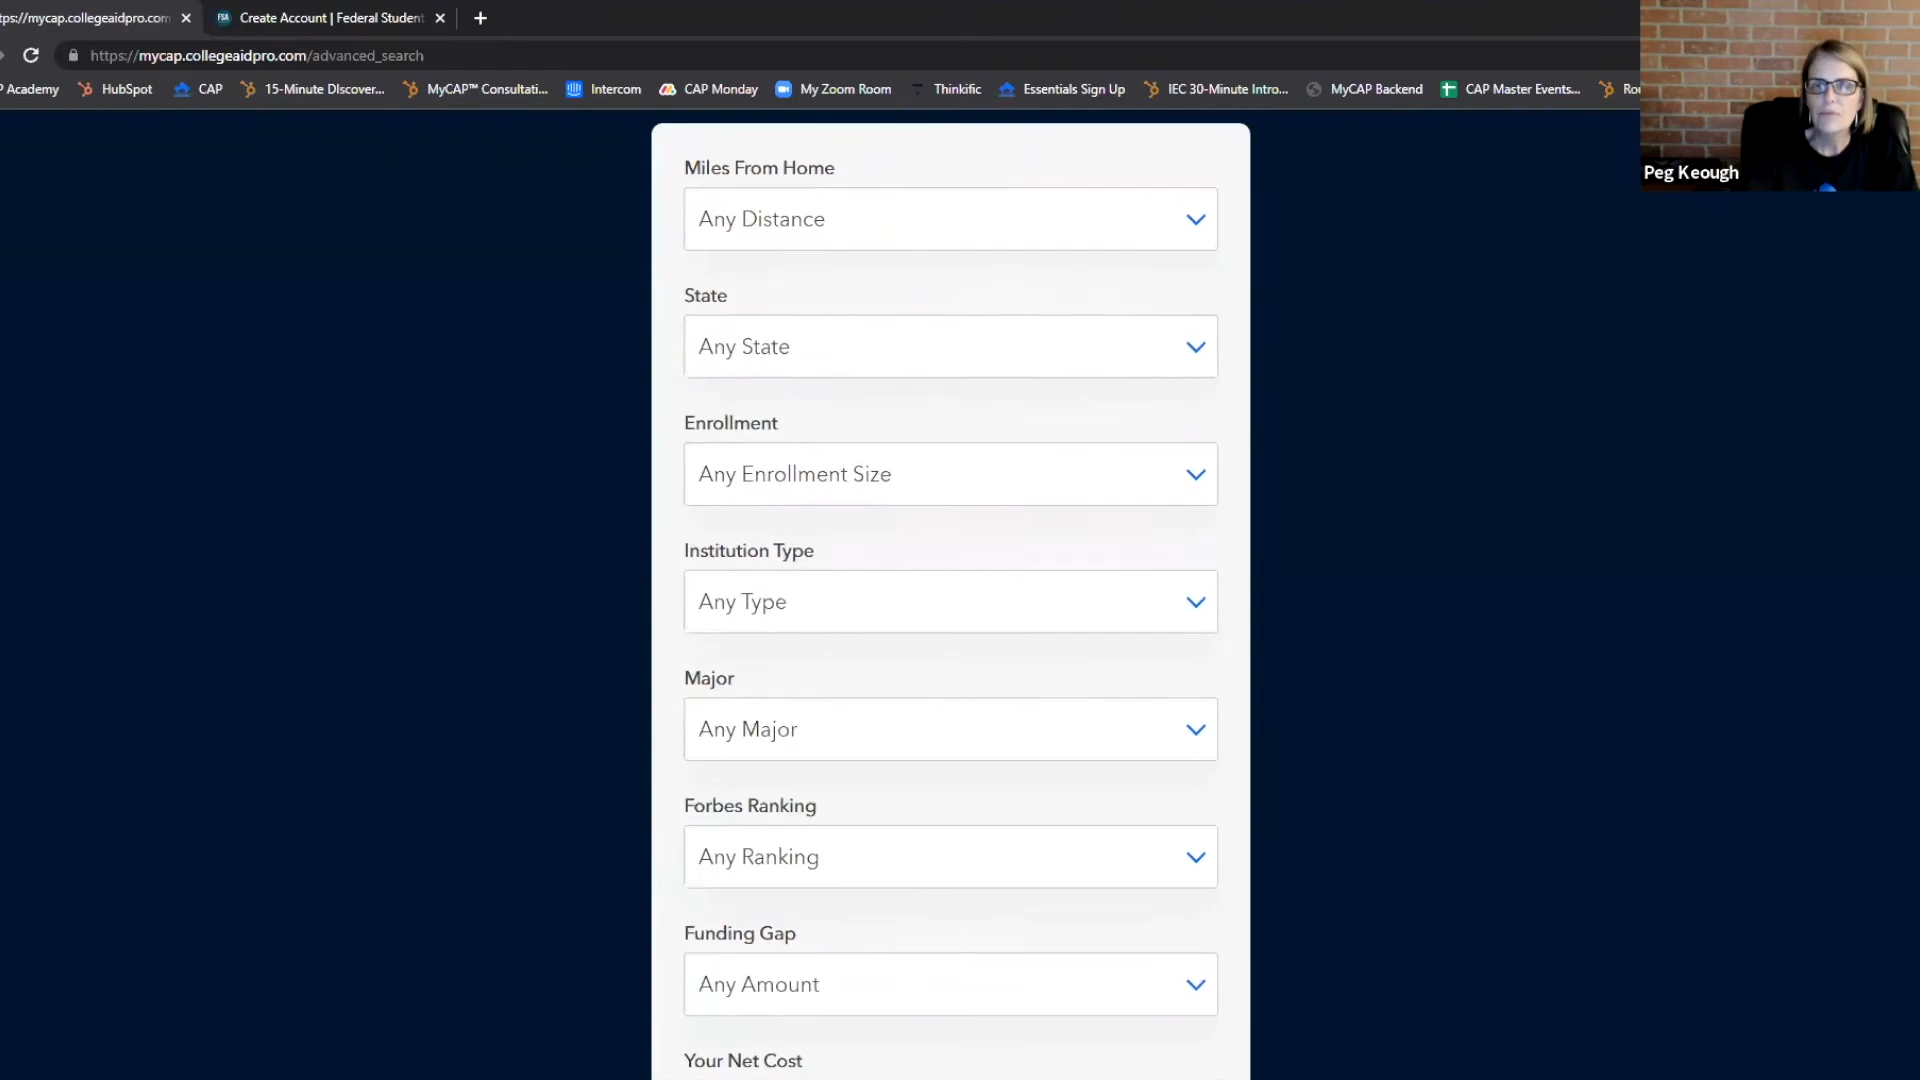 tps://mycap.collegeaidpro.com
Create Account | Federal Student
https://mycap.collegeaidpro.com/advanced_search
P Academy
HubSpot
CAP
15-Minute DIscover...
MyCAP™ Consultati...
Intercom
CAP Monday
My Zoom Room
Thinkific
Essentials Sign Up
IEC 30-Minute Intro...
MyCAP Backend
CAP Master Events...
Peg Keough
Miles From Home
Any Distance
State
Any State
Enrollment
Any Enrollment Size
Institution Type
Any Type
Major
Any Major
Forbes Ranking
Any Ranking
Funding Gap
Any Amount
Your Net Cost